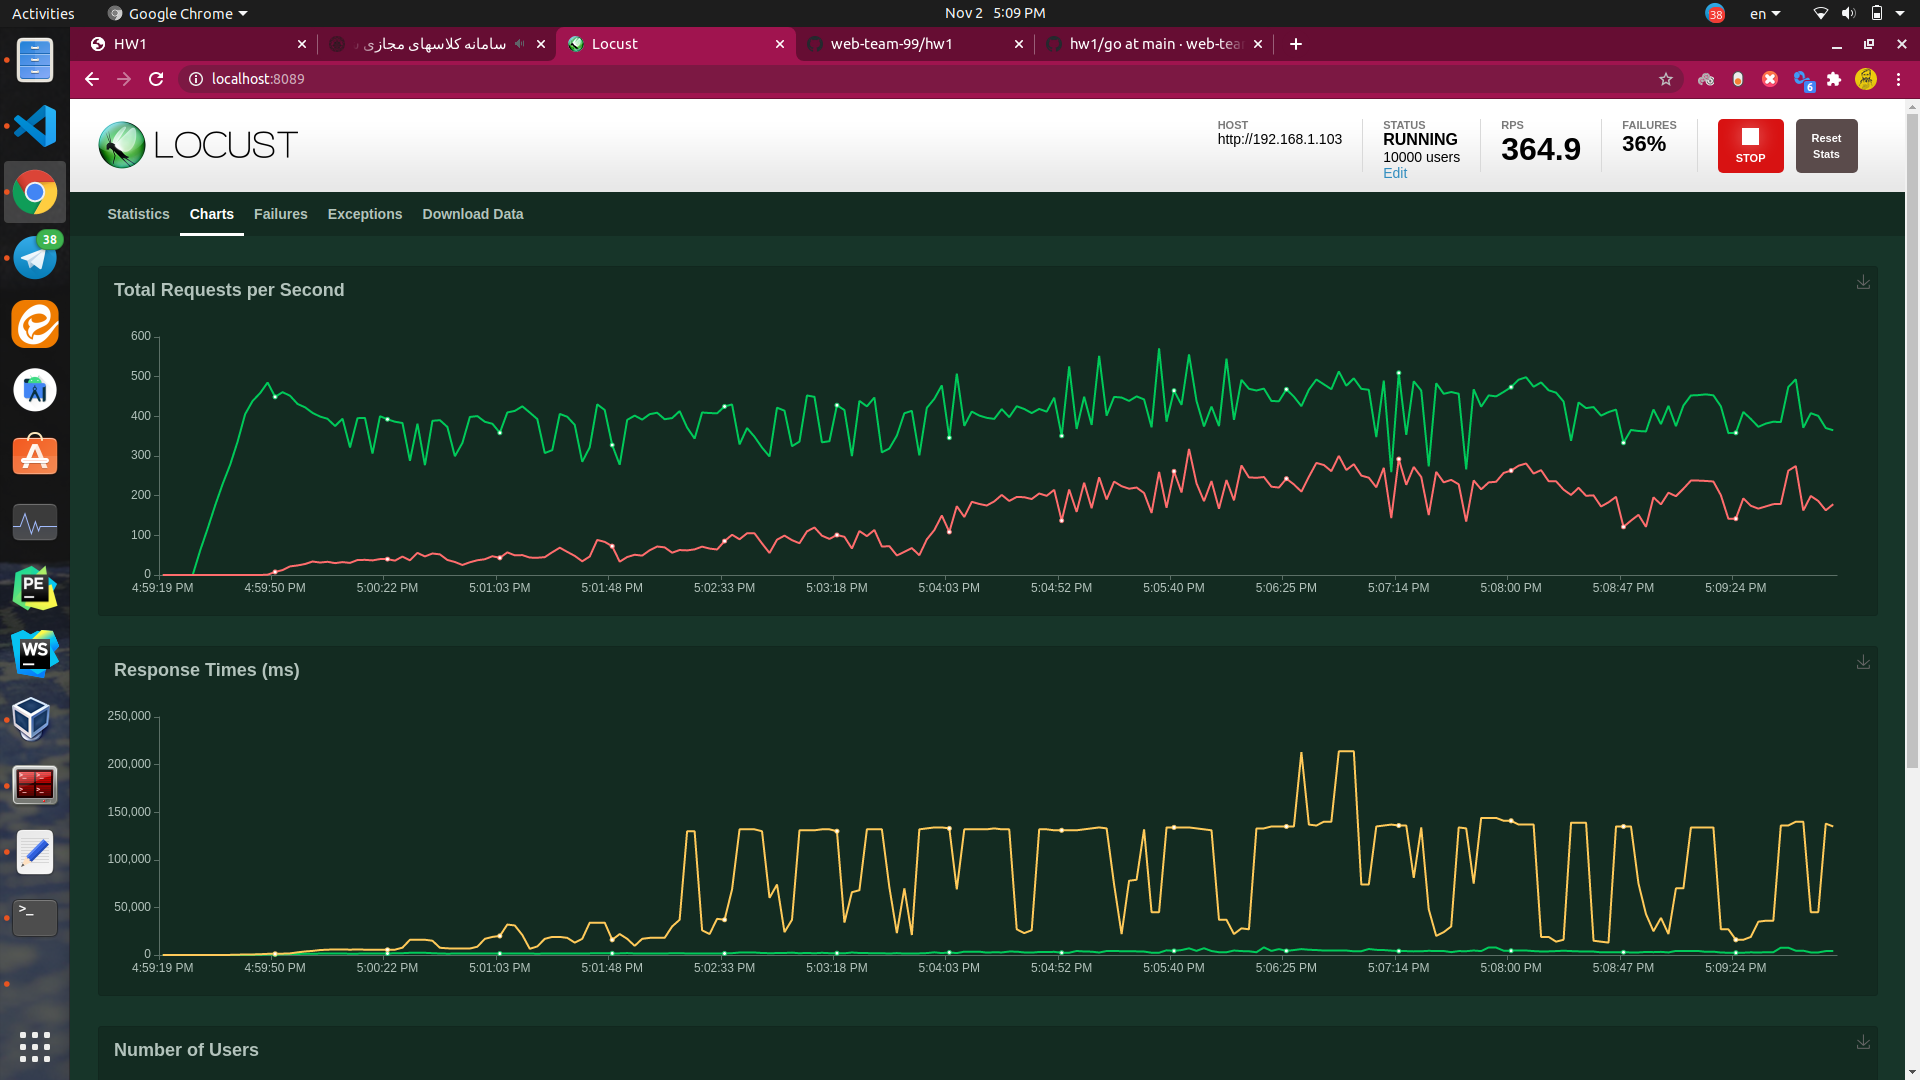 Activities
Google Chrome
Nov 2 5:09 PM
38
en
HW1
سامانه کلاسهای مجازی
Locust
web-team-99/hw1
hw1/go at main · web-tea
localhost:8089
6
LOCUST
HOST
http://192.168.1.103
STATUS
RUNNING
10000 users
Edit
RPS
364.9
FAILURES
36%
STOP
Reset
Stats
Statistics
Charts
Failures
Exceptions
Download Data
38
PE
WS
>_
Total Requests per Second
600
500
400
300
200
100
0
4:59:19 PM 4:59:50 PM 5:00:22 PM 5:01:03 PM 5:01:48 PM 5:02:33 PM 5:03:18 PM 5:04:03 PM 5:04:52 PM 5:05:40 PM 5:06:25 PM 5:07:14 PM 5:08:00 PM 5:08:47 PM 5:09:24 PM
Response Times (ms)
250,000
200,000
150,000
100,000
50,000
0
4:59:19 PM 4:59:50 PM 5:00:22 PM 5:01:03 PM 5:01:48 PM 5:02:33 PM 5:03:18 PM 5:04:03 PM 5:04:52 PM 5:05:40 PM 5:06:25 PM 5:07:14 PM 5:08:00 PM 5:08:47 PM 5:09:24 PM
Number of Users